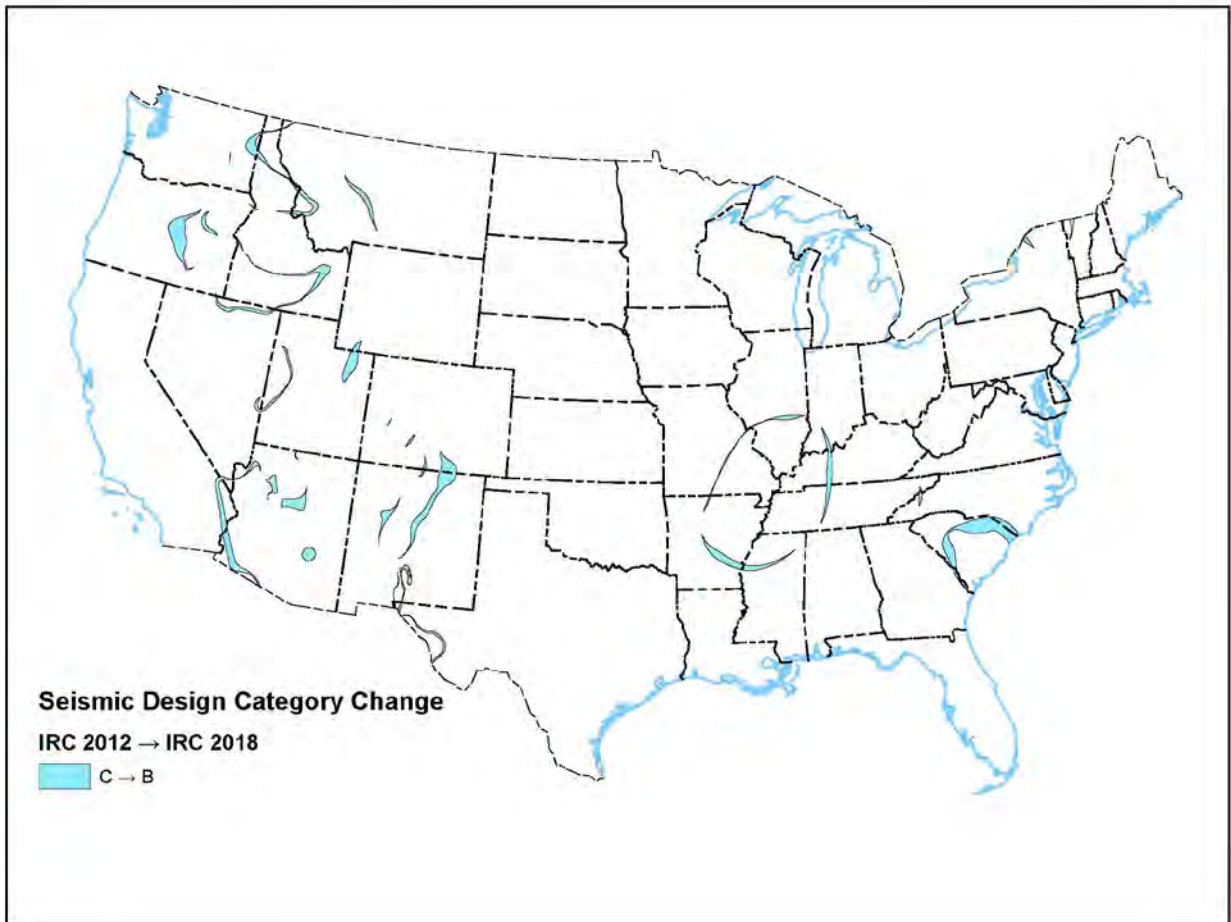 Seismic Design Category Change
IRC 2012 → IRC 2018
C → B